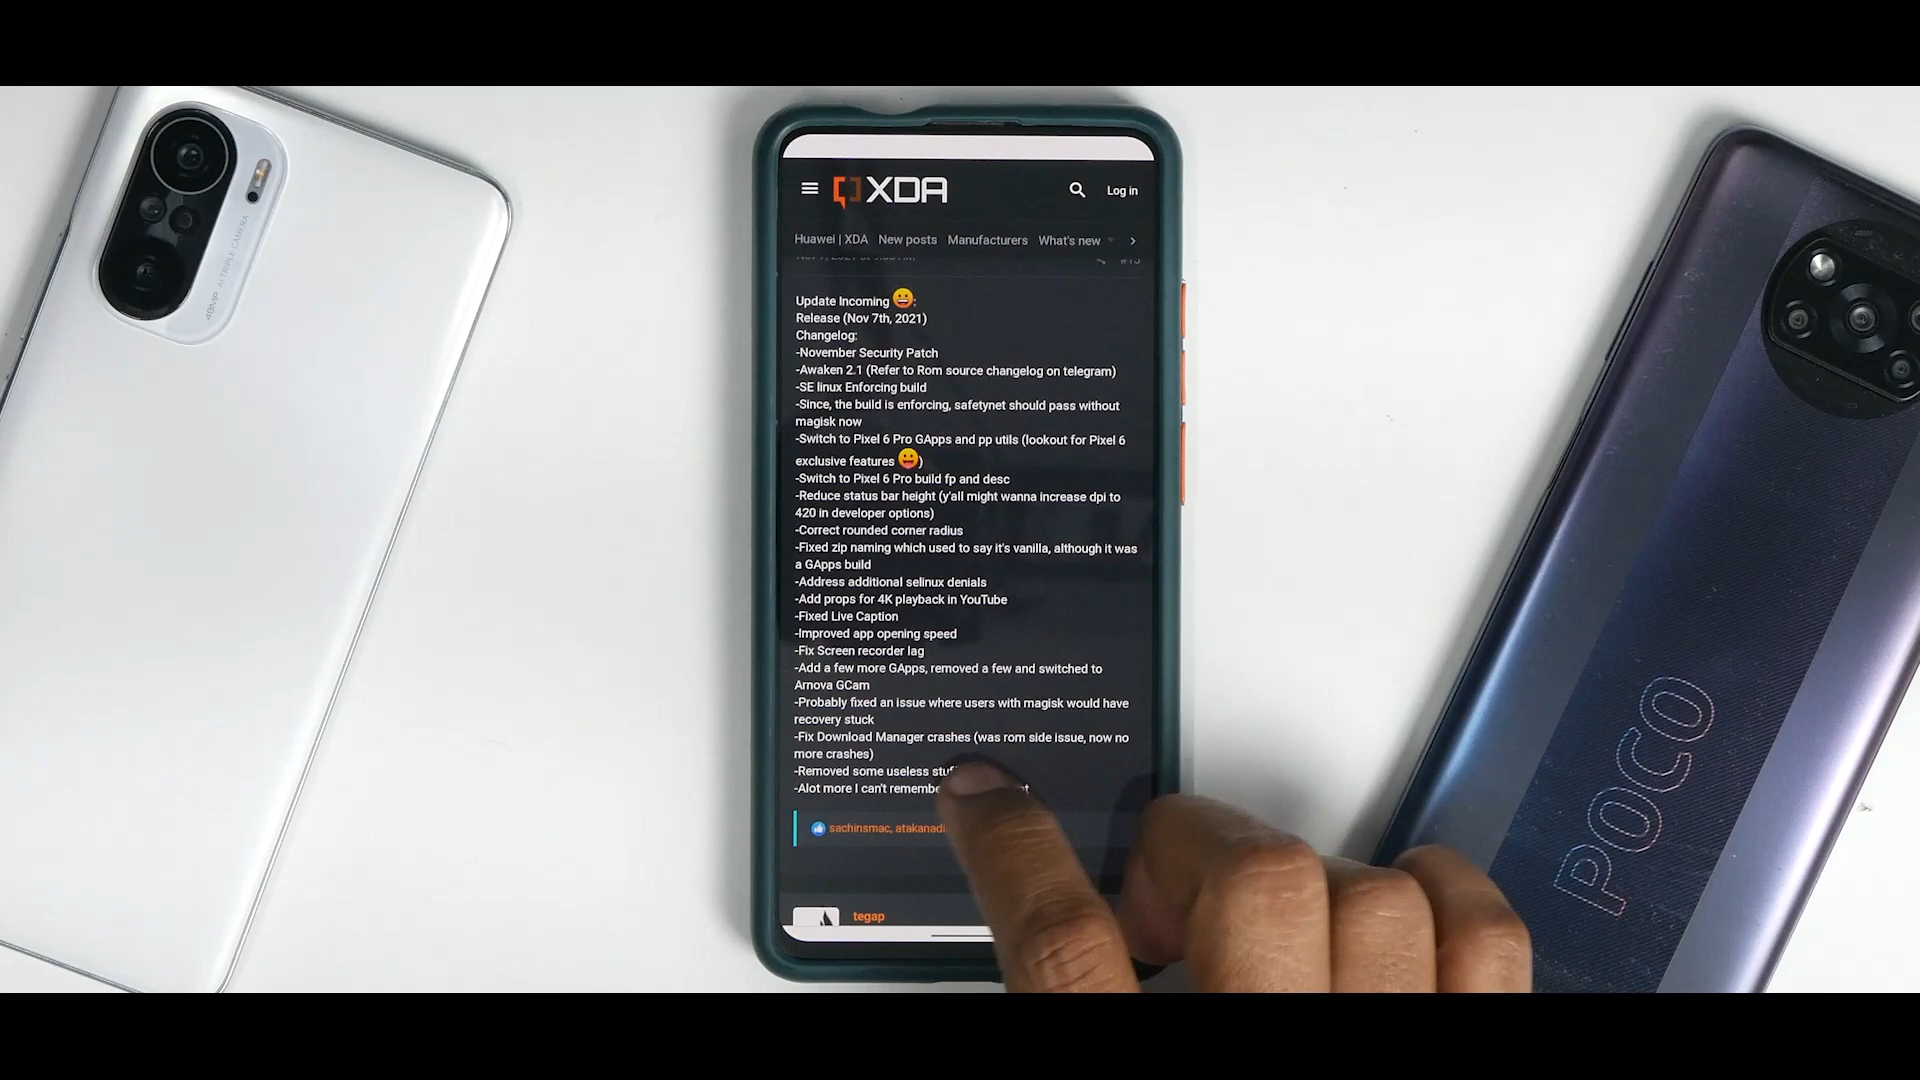 XDA
Log in
Huawei | XDA New posts Manufacturers What's new
#15
Update Incoming 😀:
Release (Nov 7th, 2021)
Changelog:
-November Security Patch
-Awaken 2.1 (Refer to Rom source changelog on telegram)
-SE linux Enforcing build
-Since, the build is enforcing, safetynet should pass without
magisk now
-Switch to Pixel 6 Pro GApps and pp utils (lookout for Pixel 6
exclusive features 😛)
-Switch to Pixel 6 Pro build fp and desc
-Reduce status bar height (y'all might wanna increase dpi to
420 in developer options)
-Correct rounded corner radius
-Fixed zip naming which used to say it's vanilla, although it was
a GApps build
-Address additional selinux denials
-Add props for 4K playback in YouTube
-Fixed Live Caption
-Improved app opening speed
-Fix Screen recorder lag
-Add a few more GApps, removed a few and switched to
Arnova GCam
-Probably fixed an issue where users with magisk would have
recovery stuck
-Fix Download Manager crashes (was rom side issue, now no
more crashes)
-Removed some useless
-Alot more I can't
sachinsmac,
tegap
48MP AI TRIPLE CAMERA
POCO